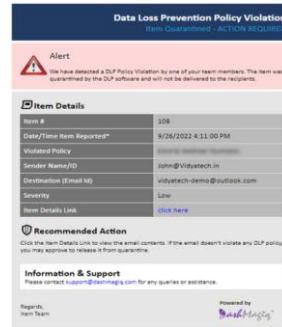 Data Loss Prevention Policy Violation
Item Quarantined - ACTION REQUIRED
Alert
We have detected a DLP Policy Violation by one of your team members. The item was
quarantined by the DLP software and will not be delivered to the recipients.
Item Details
Item # 108
Date/Time Item Reported* 9/26/2022 4:11:00 PM
Violated Policy
Sender Name/ID John@Vidyatech.in
Destination (Email Id) vidyatech-demo@outlook.com
Severity Low
Item Details Link click here
Recommended Action
Click the Item Details Link to view the email contents. If the email doesn't violate any DLP policy,
you may approve to release it from quarantine.
Information & Support
Please contact support@dashmagiq.com for any queries or assistance.
Regards,
Item Team
Powered by
DashMagiq